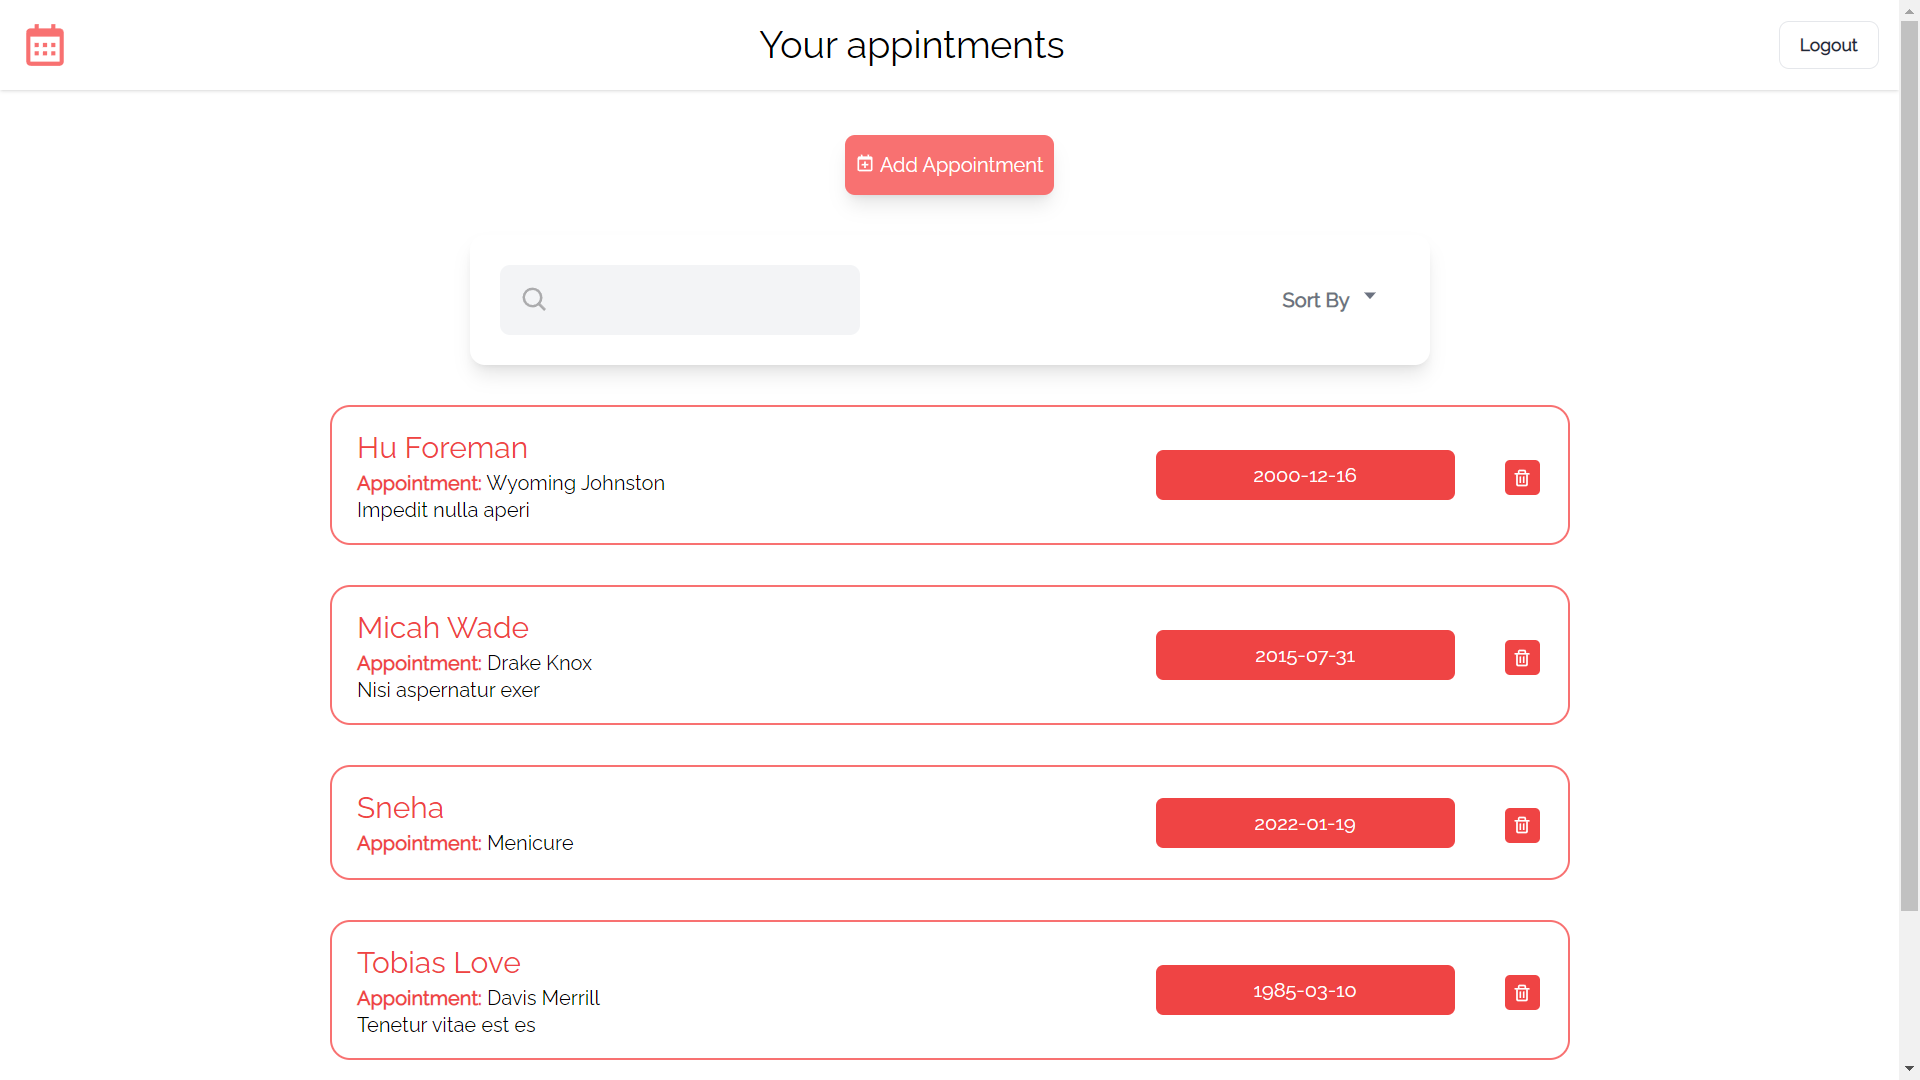 Your appintments
Logout
Add Appointment
Sort By
Hu Foreman
Appointment: Wyoming Johnston
Impedit nulla aperi
2000-12-16
Micah Wade
Appointment: Drake Knox
Nisi aspernatur exer
2015-07-31
Sneha
Appointment: Menicure
2022-01-19
Tobias Love
Appointment: Davis Merrill
Tenetur vitae est es
1985-03-10